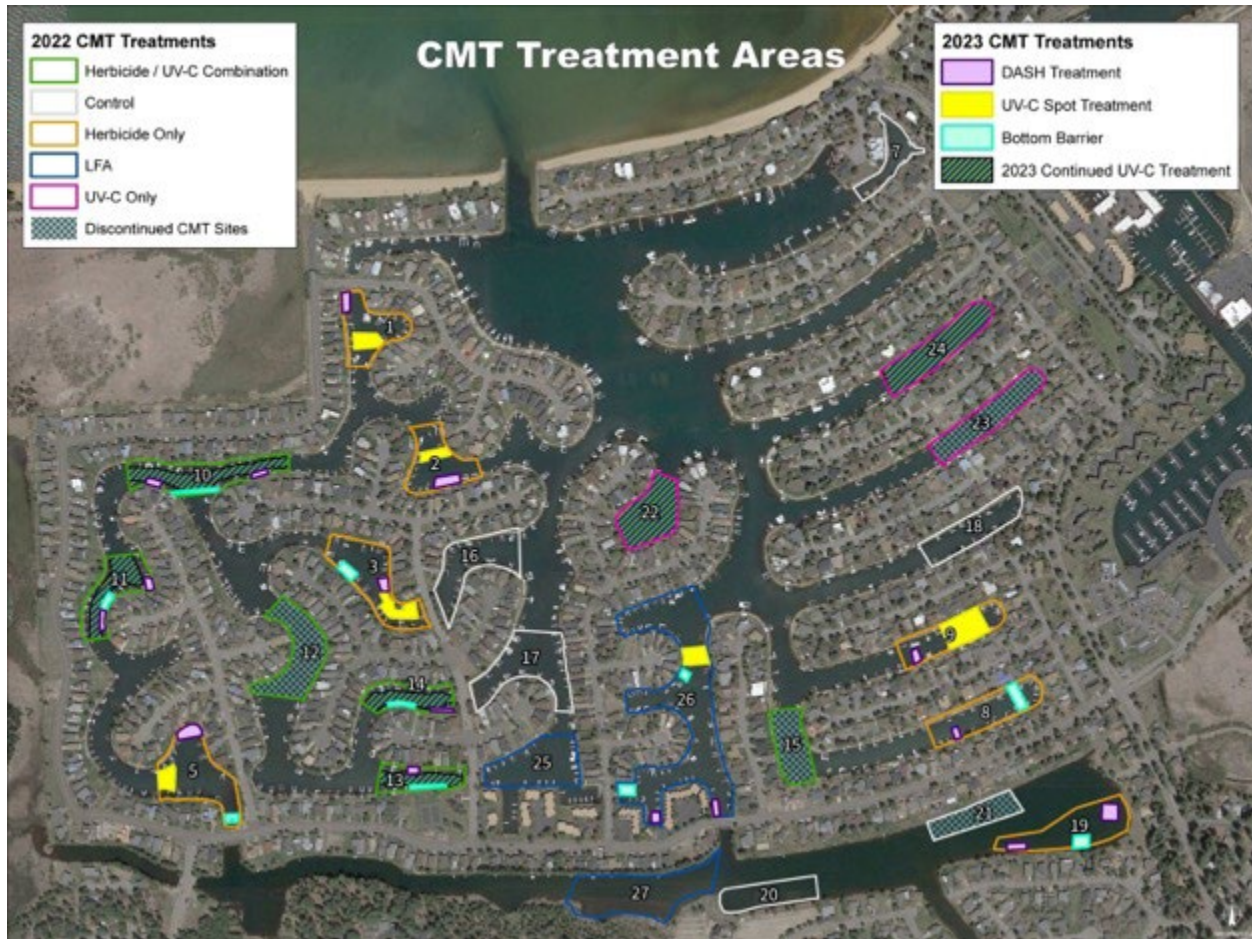 CMT Treatment Areas
2022 CMT Treatments
Herbicide / UV-C Combination
Control
Herbicide Only
LFA
UV-C Only
Discontinued CMT Sites
2023 CMT Treatments
DASH Treatment
UV-C Spot Treatment
Bottom Barrier
2023 Continued UV-C Treatment
7
1
24
23
2
10
22
18
16
3
11
9
12
17
14
26
8
15
5
25
13
21
19
27
20